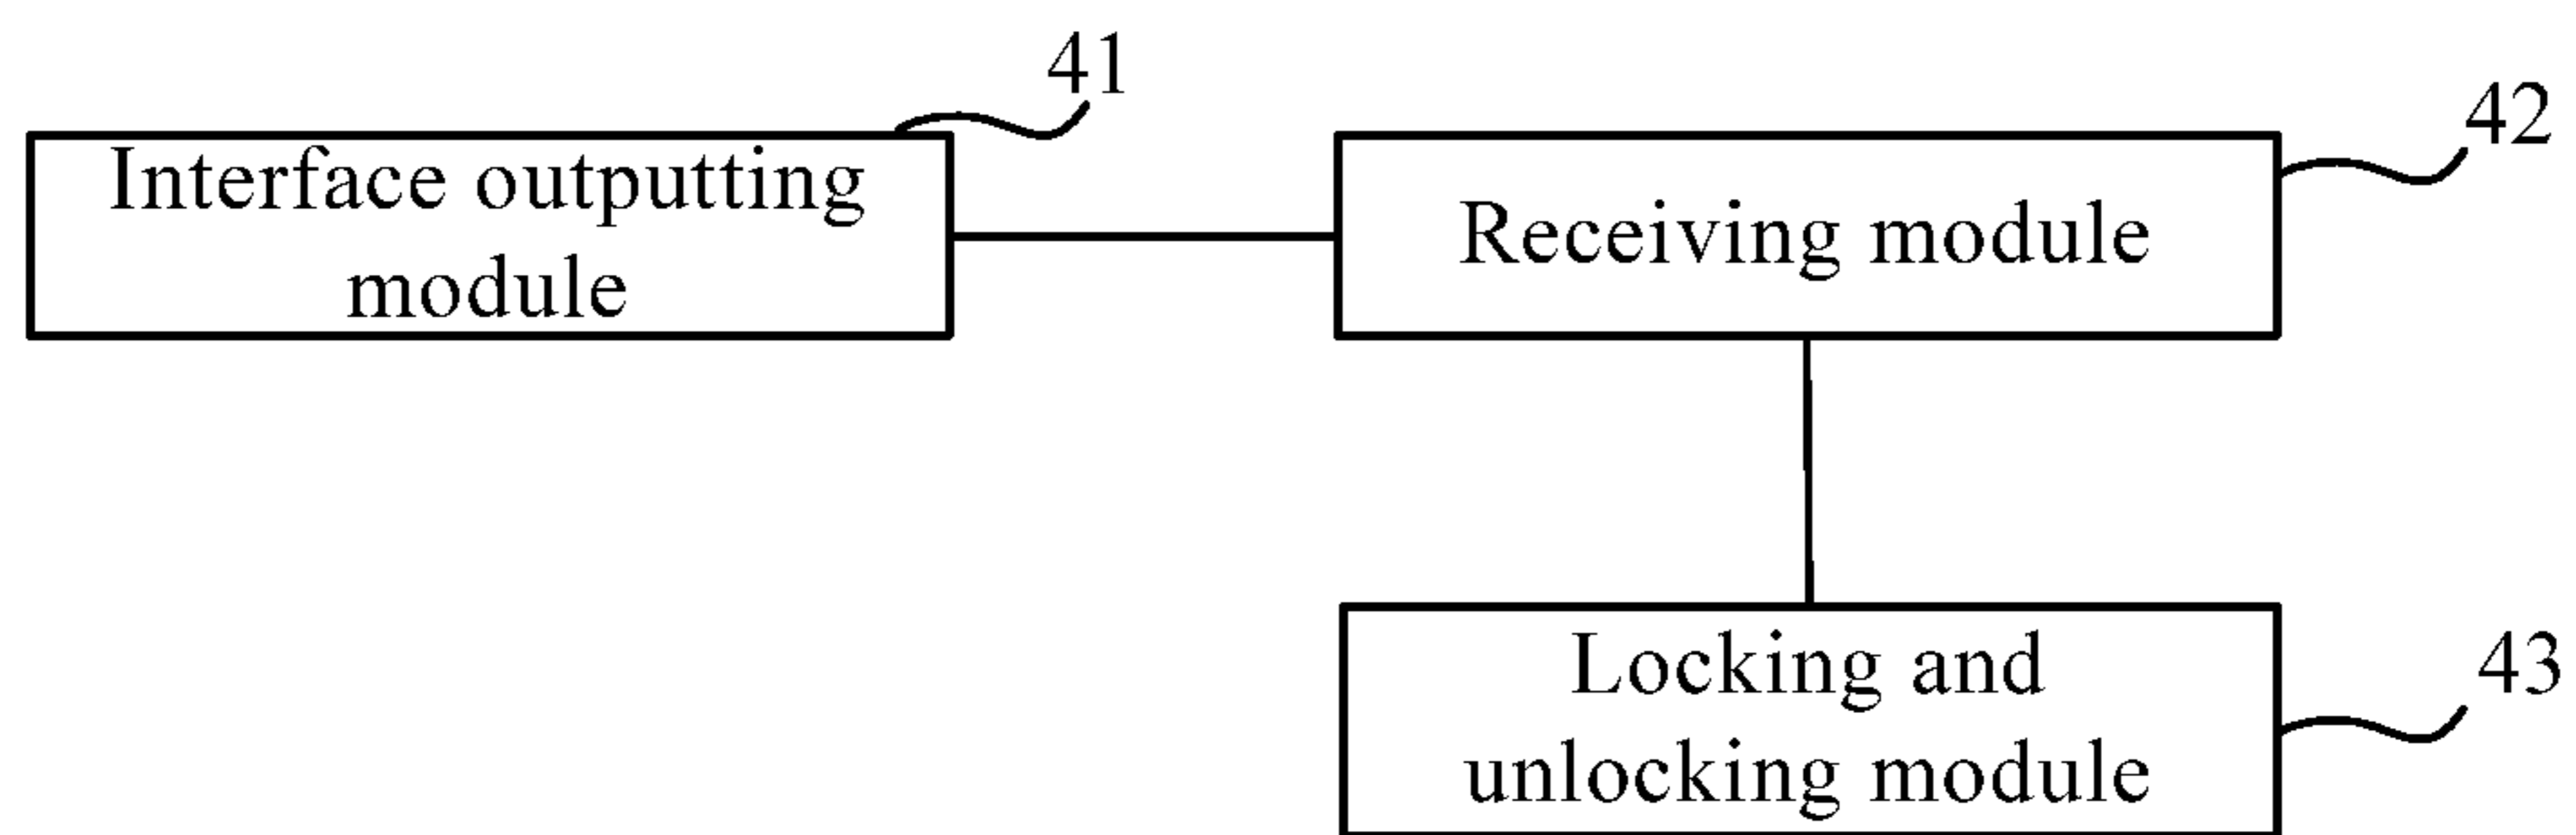 41
42
Interface outputting
module
Receiving module
Locking and
unlocking module
43